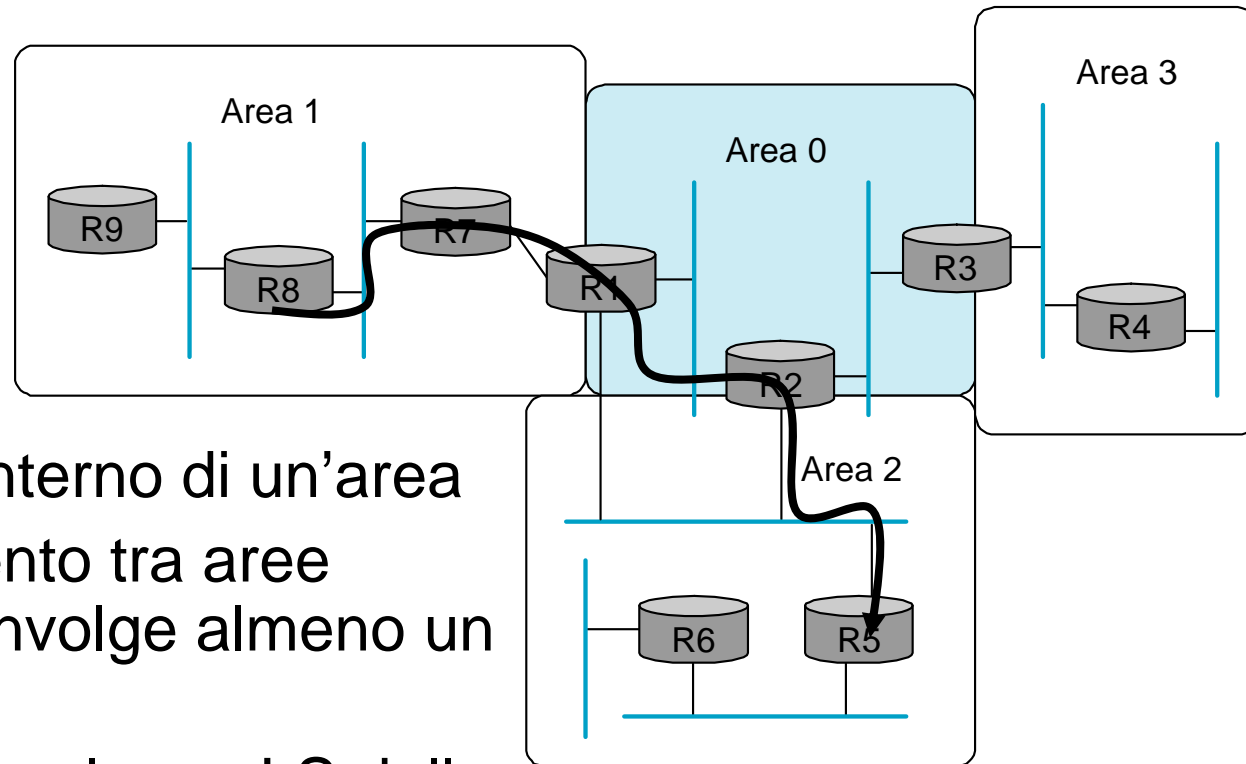 Area 3
Area 1
Area 0
R9
R7
R3
R8
R1
R4
R2
Area 2
nterno di un’area
nto tra aree
nvolge almeno un
R6
R5